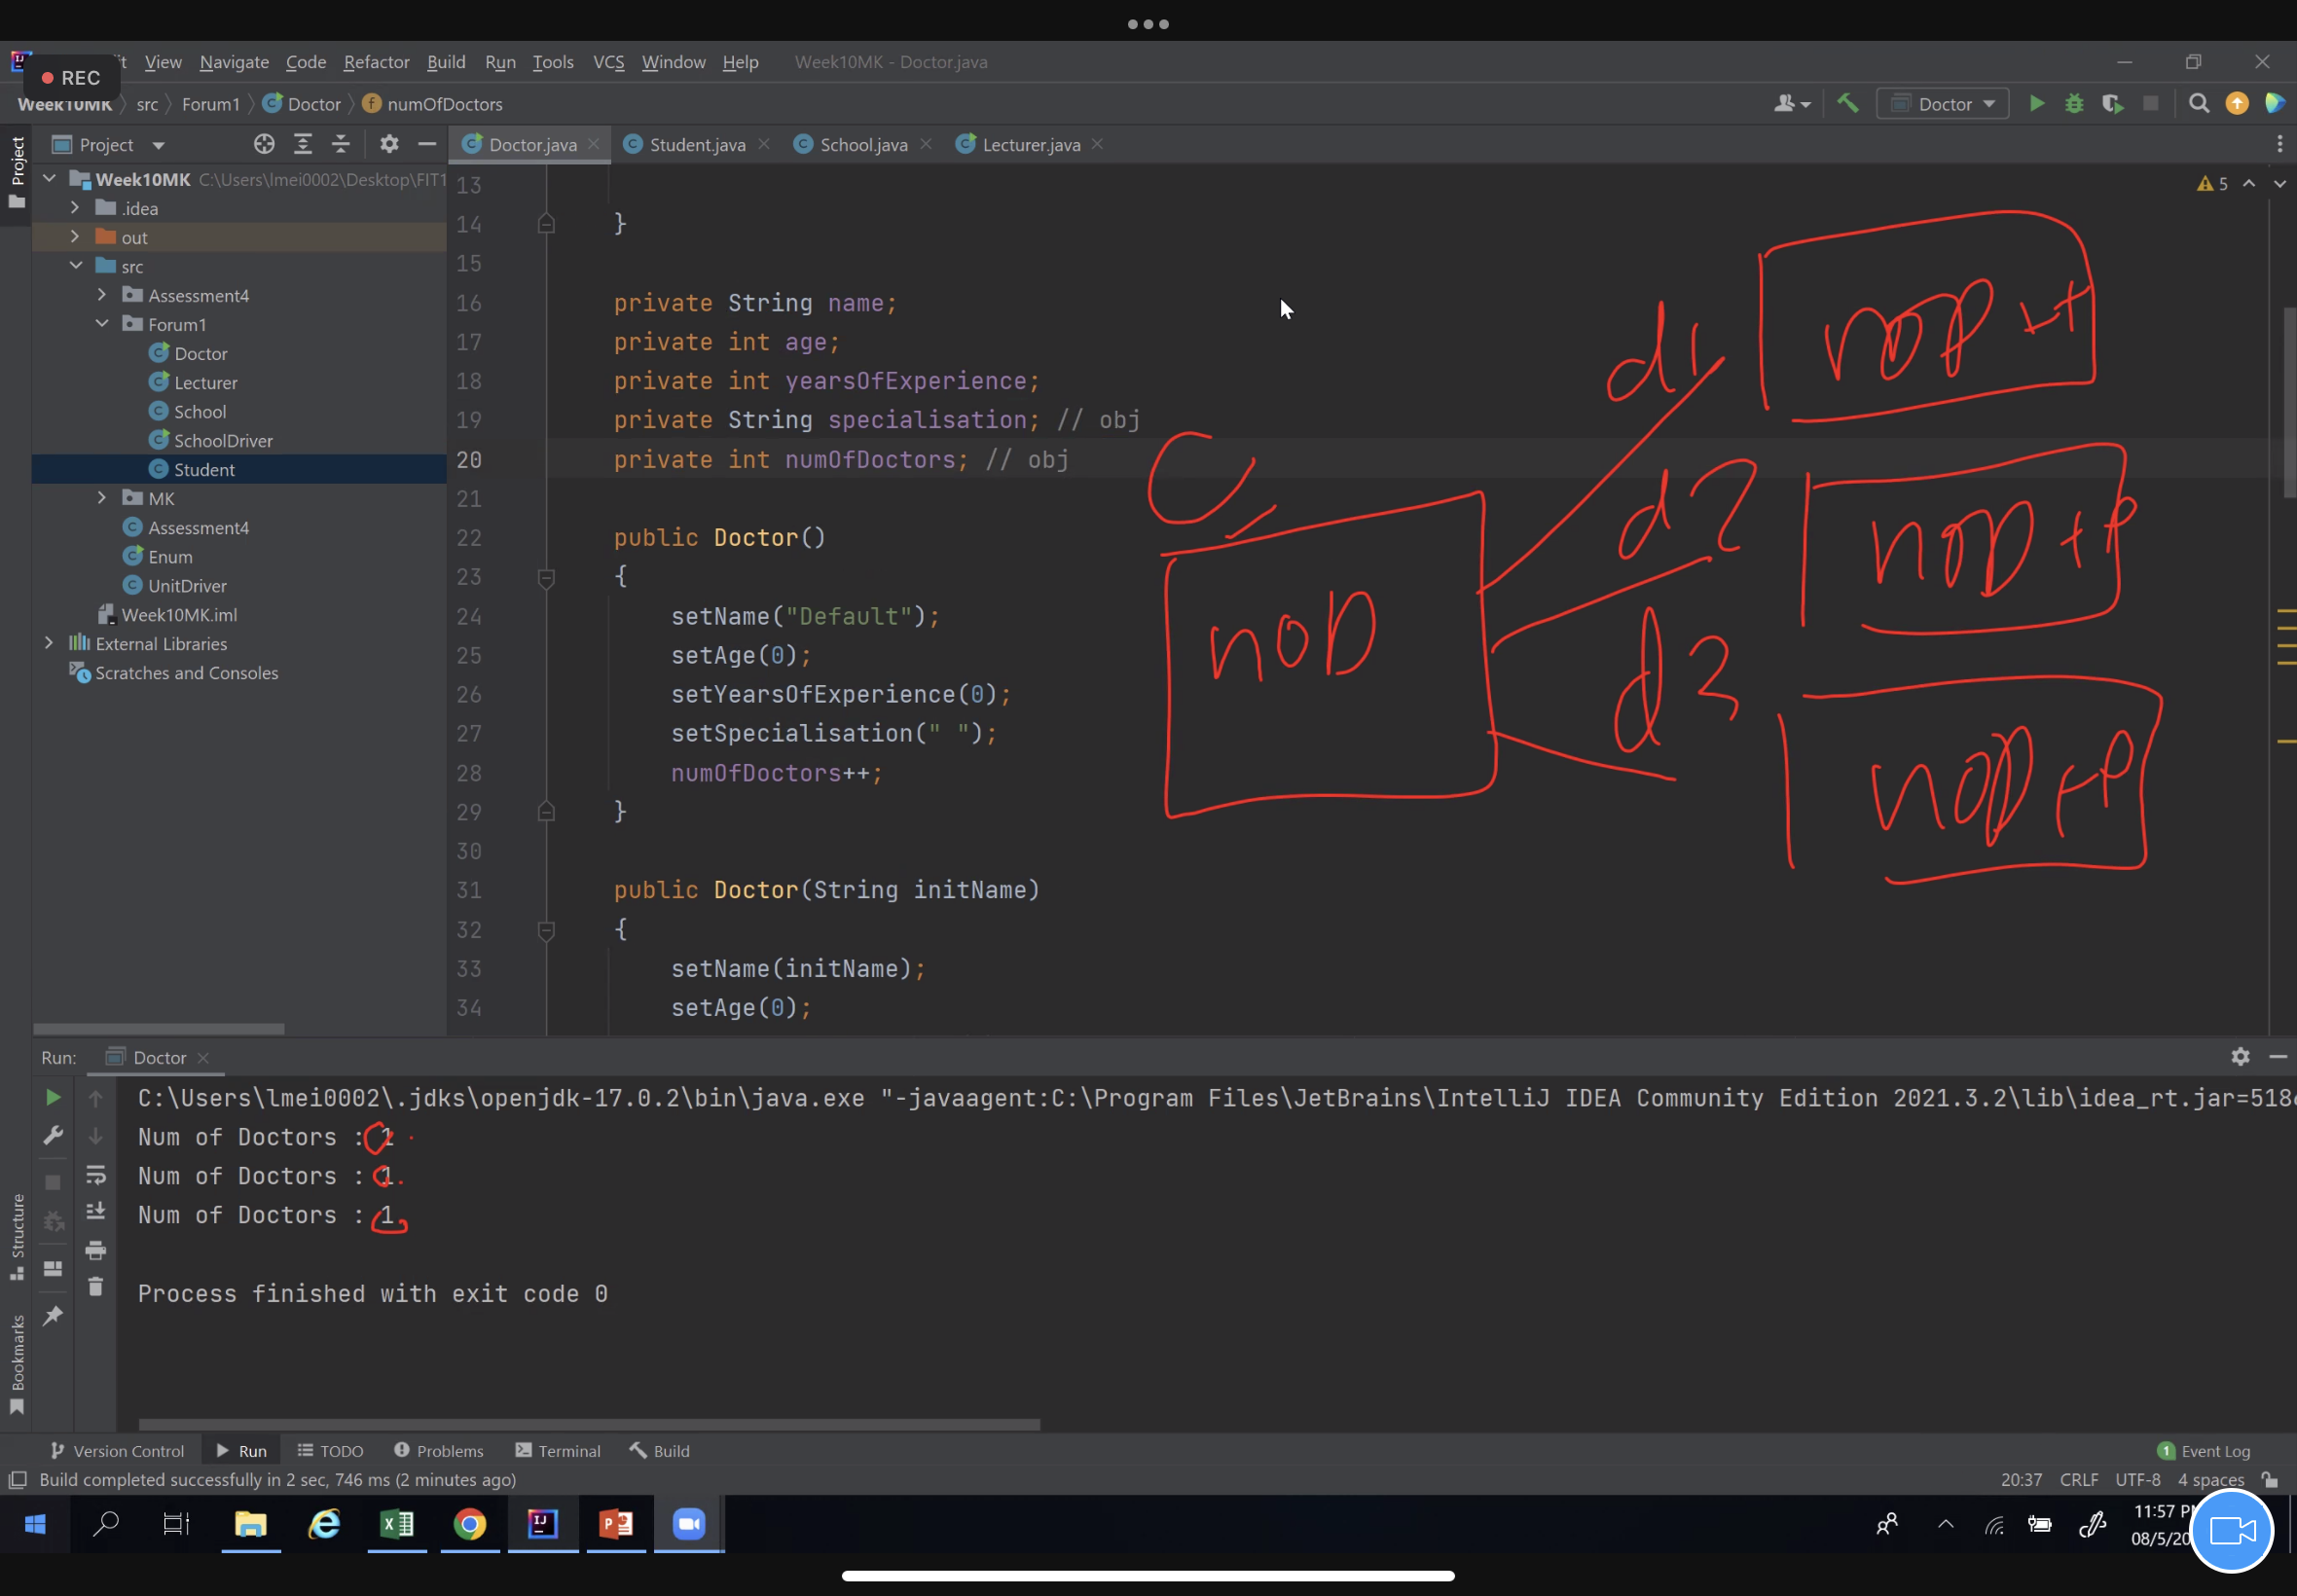 REC
View Navigate Code Refactor Build Run Tools VCS Window Help Week10MK - Doctor.java
Week10MK src Forum1 Doctor numOfDoctors
Doctor
Project
Project
Doctor.java Student.java School.java Lecturer.java
Week10MK C:\Users\lmei0002\Desktop\FIT1
.idea
out
src
Assessment4
Forum1
Doctor
Lecturer
School
SchoolDriver
Student
MK
Assessment4
Enum
UnitDriver
Week10MK.iml
External Libraries
Scratches and Consoles
5
13
14 }
15
16 private String name;
17 private int age;
18 private int yearsOfExperience;
19 private String specialisation; // obj
20 private int numOfDoctors; // obj
21
22 public Doctor()
23 {
24 setName("Default");
25 setAge(0);
26 setYearsOfExperience(0);
27 setSpecialisation(" ");
28 numOfDoctors++;
29 }
30
31 public Doctor(String initName)
32 {
33 setName(initName);
34 setAge(0);
C
noD
d1
noD ++
d2
noD ++
d3
noD ++
Run: Doctor
C:\Users\lmei0002\.jdks\openjdk-17.0.2\bin\java.exe "-javaagent:C:\Program Files\JetBrains\IntelliJ IDEA Community Edition 2021.3.2\lib\idea_rt.jar=518
Num of Doctors : 1
Num of Doctors : 1
Num of Doctors : 1
Process finished with exit code 0
Structure
Bookmarks
Version Control Run TODO Problems Terminal Build
1 Event Log
Build completed successfully in 2 sec, 746 ms (2 minutes ago)
20:37 CRLF UTF-8 4 spaces
11:57 P
08/5/20